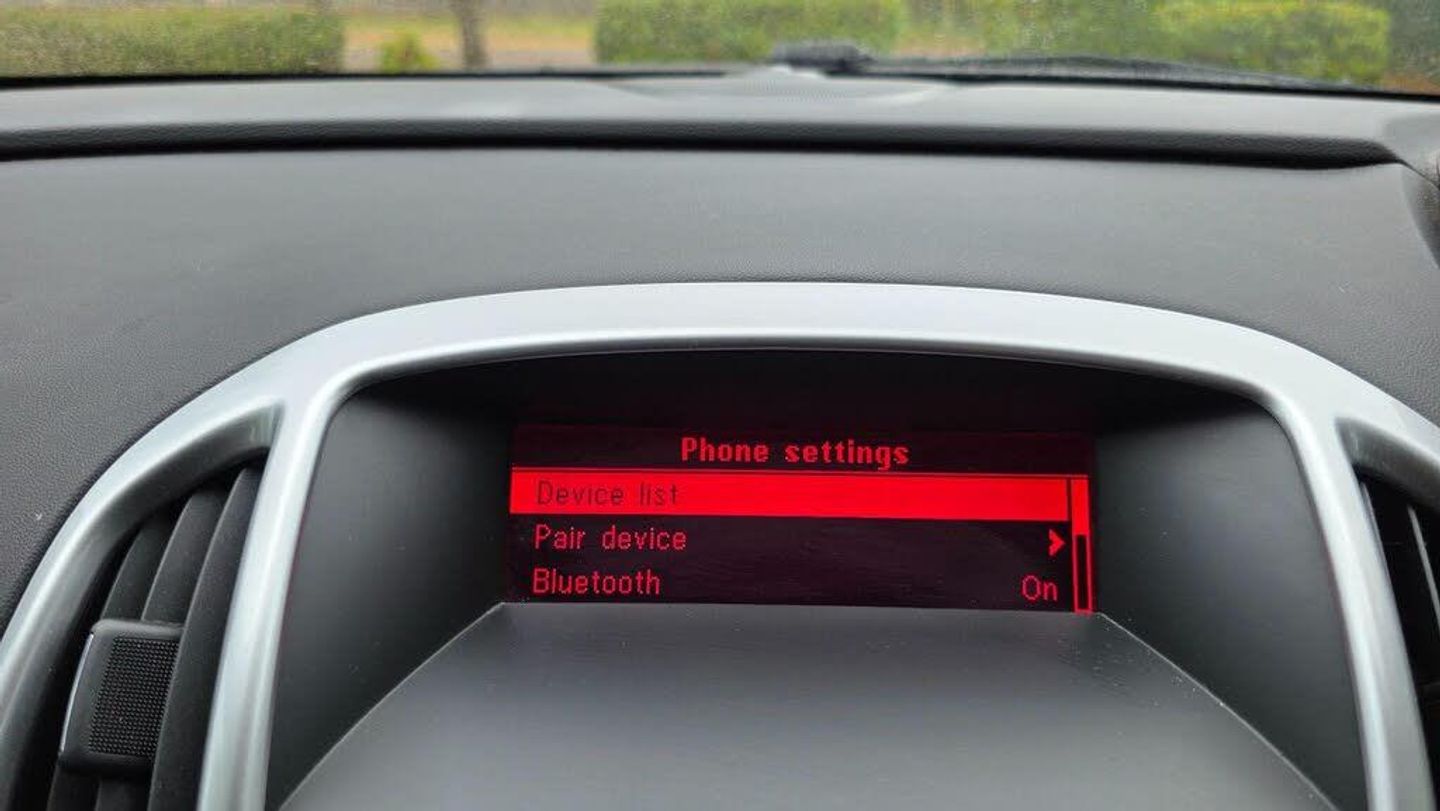 Phone settings
Device list
Pair device
Bluetooth On